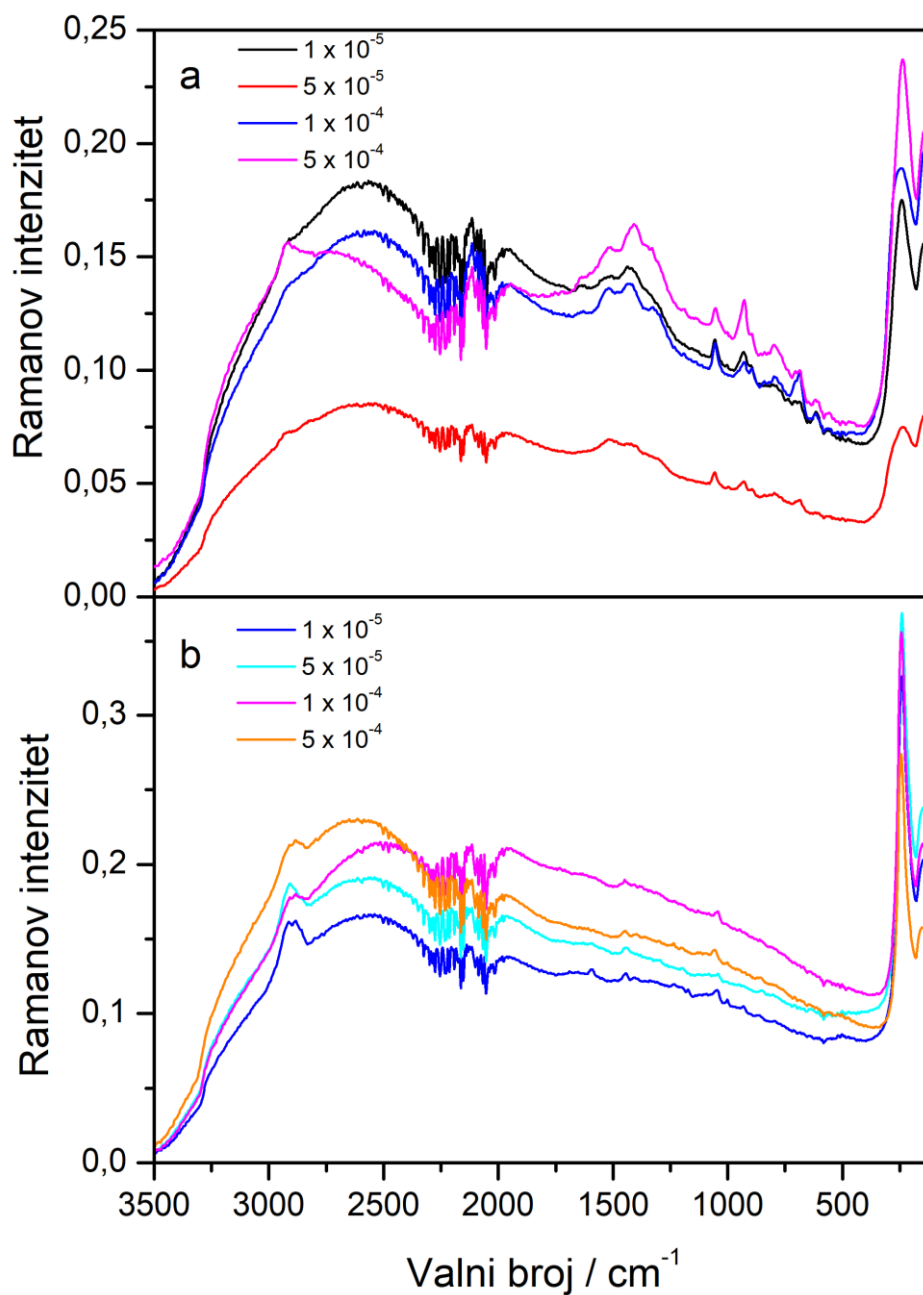 0,25
0,20
0,15
0,10
0,05
0,00
Ramanov intenzitet
a
1 x 10⁻⁵
5 x 10⁻⁵
1 x 10⁻⁴
5 x 10⁻⁴
0,3
0,2
0,1
0,0
Ramanov intenzitet
b
1 x 10⁻⁵
5 x 10⁻⁵
1 x 10⁻⁴
5 x 10⁻⁴
3500 3000 2500 2000 1500 1000 500
Valni broj / cm⁻¹